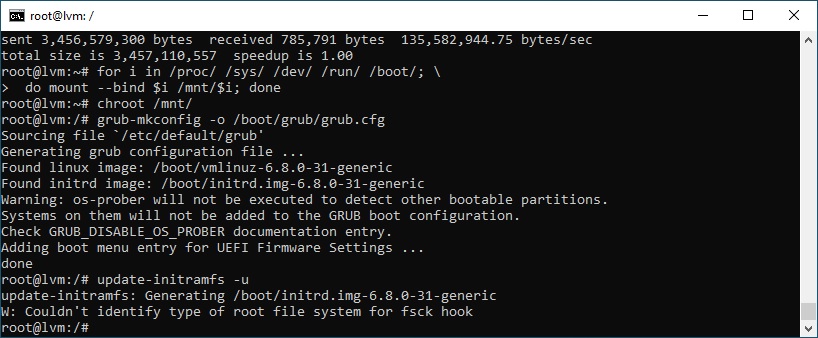 root@lvm: /
sent 3,456,579,300 bytes  received 785,791 bytes  135,582,944.75 bytes/sec
total size is 3,457,110,557  speedup is 1.00
root@lvm:~# for i in /proc/ /sys/ /dev/ /run/ /boot/; \
>  do mount --bind $i /mnt/$i; done
root@lvm:~# chroot /mnt/
root@lvm:/# grub-mkconfig -o /boot/grub/grub.cfg
Sourcing file `/etc/default/grub'
Generating grub configuration file ...
Found linux image: /boot/vmlinuz-6.8.0-31-generic
Found initrd image: /boot/initrd.img-6.8.0-31-generic
Warning: os-prober will not be executed to detect other bootable partitions.
Systems on them will not be added to the GRUB boot configuration.
Check GRUB_DISABLE_OS_PROBER documentation entry.
Adding boot menu entry for UEFI Firmware Settings ...
done
root@lvm:/# update-initramfs -u
update-initramfs: Generating /boot/initrd.img-6.8.0-31-generic
W: Couldn't identify type of root file system for fsck hook
root@lvm:/#